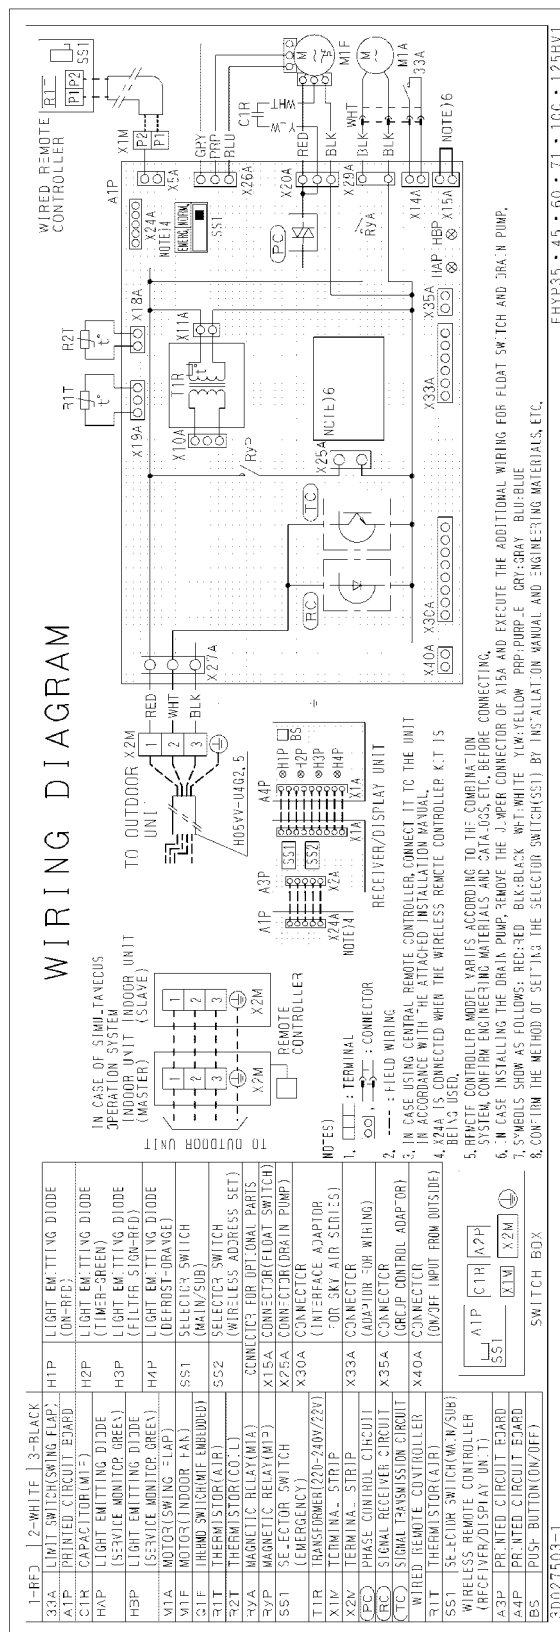 WIRING DIAGRAM
1-RED 2-WHITE 3-BLACK
33A LIMIT SWITCH(SWING FLAP)
A1P PRINTED CIRCUIT BOARD
C1R CAPACITOR(M1F)
HAP LIGHT EMITTING DIODE
(SERVICE MONITOR GREEN)
HBP LIGHT EMITTING DIODE
(SERVICE MONITOR GREEN)
M1A MOTOR(SWING FLAP)
M1F MOTOR(INDOOR FAN)
Q1F THERMO SWITCH(M1F EMBEDDED)
R1T THERMISTOR(AIR)
R2T THERMISTOR(COIL)
RyA MAGNETIC RELAY(M1A)
RyP MAGNETIC RELAY(M1P)
SS1 SELECTOR SWITCH
(EMERGENCY)
T1R TRANSFORMER(220-240V/22V)
X1M TERMINAL STRIP
X2M TERMINAL STRIP
PC PHASE CONTROL CIRCUIT
RC SIGNAL RECEIVER CIRCUIT
TC SIGNAL TRANSMISSION CIRCUIT
WIRED REMOTE CONTROLLER
R1T THERMISTOR(AIR)
SS1 SELECTOR SWITCH(MAIN/SUB)
WIRELESS REMOTE CONTROLLER
(RECEIVER/DISPLAY UNIT)
A3P PRINTED CIRCUIT BOARD
A4P PRINTED CIRCUIT BOARD
BS PUSH BUTTON(ON/OFF)
3D027503-1
H1P LIGHT EMITTING DIODE
(ON-RED)
H2P LIGHT EMITTING DIODE
(TIMER-GREEN)
H3P LIGHT EMITTING DIODE
(FILTER SIGN-RED)
H4P LIGHT EMITTING DIODE
(DEFROST-ORANGE)
SS1 SELECTOR SWITCH
(MAIN/SUB)
SS2 SELECTOR SWITCH
(WIRELESS ADDRESS SET)
CONNECTOR FOR OPTIONAL PARTS
X15A CONNECTOR(FLOAT SWITCH)
X25A CONNECTOR(DRAIN PUMP)
X30A CONNECTOR
(INTERFACE ADAPTOR
FOR SKY AIR SERIES)
X33A CONNECTOR
(ADAPTOR FOR WIRING)
X35A CONNECTOR
(GROUP CONTROL ADAPTOR)
X40A CONNECTOR
(ON/OFF INPUT FROM OUTSIDE)
A1P
SS1
C1R A2P
X1M X2M
SWITCH BOX
IN CASE OF SIMULTANEOUS
OPERATION SYSTEM
INDOOR UNIT INDOOR UNIT
(MASTER) (SLAVE)
TO OUTDOOR UNIT
1 2 3
X2M
1 2 3
X2M
REMOTE
CONTROLLER
TO OUTDOOR
UNIT
X2M
1 2 3
H05VV-U4G2.5
RED
WHT
BLK
X27A
A1P A3P A4P
X24A X2A X1A X1A
NOTE)4
SS1 SS2
BS
H1P
H2P
H3P
H4P
RECEIVER/DISPLAY UNIT
R1T R2T
t° t°
X19A X18A
X10A T1R X11A
t°
RyP
X25A
NOTE)6
RC TC
X40A X30A X33A X35A
HAP HBP
WIRED REMOTE
CONTROLLER
R1T
SS1
P1 P2
X1M
P2 P1
A1P
X5A
X24A
NOTE)4
EMERG. NORM.
SS1
GRY
PRP
BLU
X26A
C1R
WHT
YLW
RED
BLK
X20A
PC
M1F
M
M1A
M
33A
WHT
BLK
BLK
X29A
RyA
X14A
X15A
NOTE)6
NOTES)
1. : TERMINAL
, : CONNECTOR
2. : FIELD WIRING
3. IN CASE USING CENTRAL REMOTE CONTROLLER, CONNECT IT TO THE UNIT
IN ACCORDANCE WITH THE ATTACHED INSTALLATION MANUAL.
4. X24A IS CONNECTED WHEN THE WIRELESS REMOTE CONTROLLER KIT IS
BEING USED.
5. REMOTE CONTROLLER MODEL VARIES ACCORDING TO THE COMBINATION
SYSTEM, CONFIRM ENGINEERING MATERIALS AND CATALOGS, ETC. BEFORE CONNECTING.
6. IN CASE INSTALLING THE DRAIN PUMP, REMOVE THE JUMPER CONNECTOR OF X15A AND EXECUTE THE ADDITIONAL WIRING FOR FLOAT SWITCH AND DRAIN PUMP.
7. SYMBOLS SHOW AS FOLLOWS: RED:RED BLK:BLACK WHT:WHITE YLW:YELLOW PRP:PURPLE GRY:GRAY BLU:BLUE
8. CONFIRM THE METHOD OF SETTING THE SELECTOR SWITCH(SS1) BY INSTALLATION MANUAL AND ENGINEERING MATERIALS, ETC.
FHYP35 • 45 • 60 • 71 • 100 • 125BV1